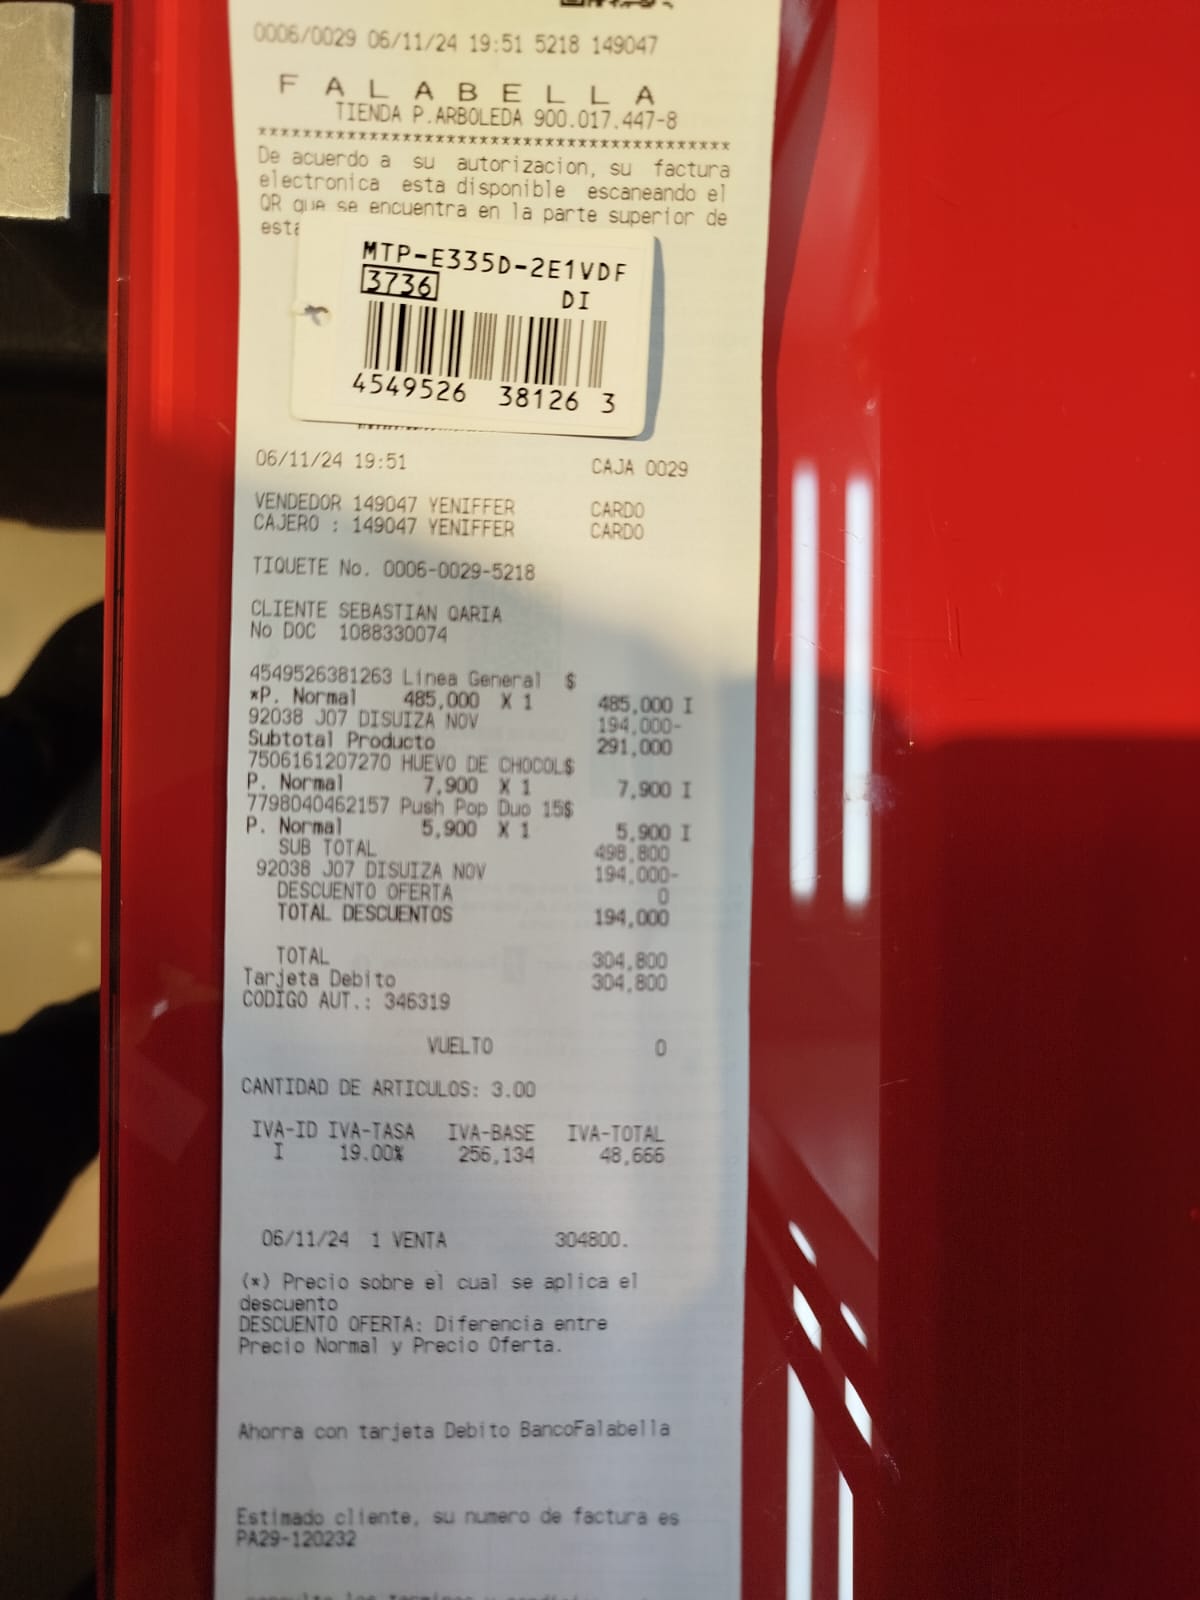 0006/0029 06/11/24 19:51 5218 149047
F A L A B E L L A
TIENDA P.ARBOLEDA 900.017.447-8
*******************************************
De acuerdo a su autorizacion, su factura
electronica esta disponible escaneando el
QR que se encuentra en la parte superior de
esta
MTP-E335D-2E1VDF
3736 DI
4549526 38126 3
06/11/24 19:51 CAJA 0029
VENDEDOR 149047 YENIFFER CARDO
CAJERO : 149047 YENIFFER CARDO
TIQUETE No. 0006-0029-5218
CLIENTE SEBASTIAN QARIA
No DOC 1088330074
4549526381263 Linea General $
*P. Normal 485,000 X 1 485,000 I
92038 J07 DISUIZA NOV 194,000-
Subtotal Producto 291,000
7506161207270 HUEVO DE CHOCOL$
P. Normal 7,900 X 1 7,900 I
7798040462157 Push Pop Duo 15$
P. Normal 5,900 X 1 5,900 I
SUB TOTAL 498,800
92038 J07 DISUIZA NOV 194,000-
DESCUENTO OFERTA 0
TOTAL DESCUENTOS 194,000
TOTAL 304,800
Tarjeta Debito 304,800
CODIGO AUT.: 346319
VUELTO 0
CANTIDAD DE ARTICULOS: 3.00
IVA-ID IVA-TASA IVA-BASE IVA-TOTAL
I 19.00% 256,134 48,666
06/11/24 1 VENTA 304800.
(*) Precio sobre el cual se aplica el
descuento
DESCUENTO OFERTA: Diferencia entre
Precio Normal y Precio Oferta.
Ahorra con tarjeta Debito BancoFalabella
Estimado cliente, su numero de factura es
PA29-120232